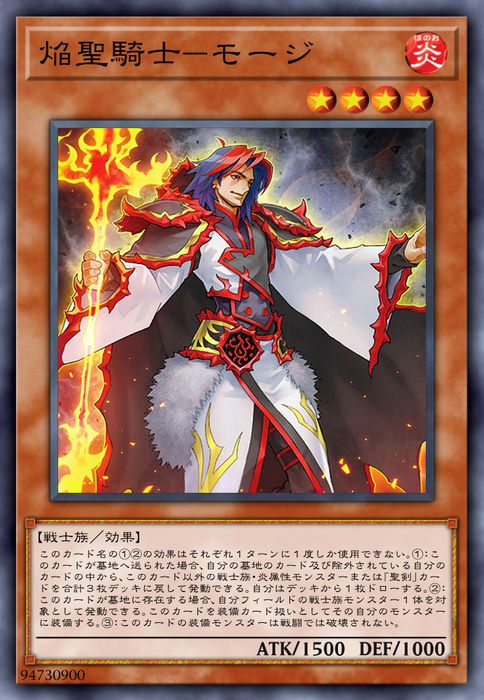 焔聖騎士－モージ
ほのお
炎
【戦士族／効果】
このカード名の①②の効果はそれぞれ１ターンに１度しか使用できない。①：こ
のカードが墓地へ送られた場合、自分の墓地のカード及び除外されている自分の
カードの中から、このカード以外の戦士族・炎属性モンスターまたは「聖剣」カー
ドを合計３枚デッキに戻して発動できる。自分はデッキから１枚ドローする。②：
このカードが墓地に存在する場合、自分フィールドの戦士族モンスター１体を対
象として発動できる。このカードを装備カード扱いとしてその自分のモンスター
に装備する。③：このカードの装備モンスターは戦闘では破壊されない。
ATK/1500 DEF/1000
94730900